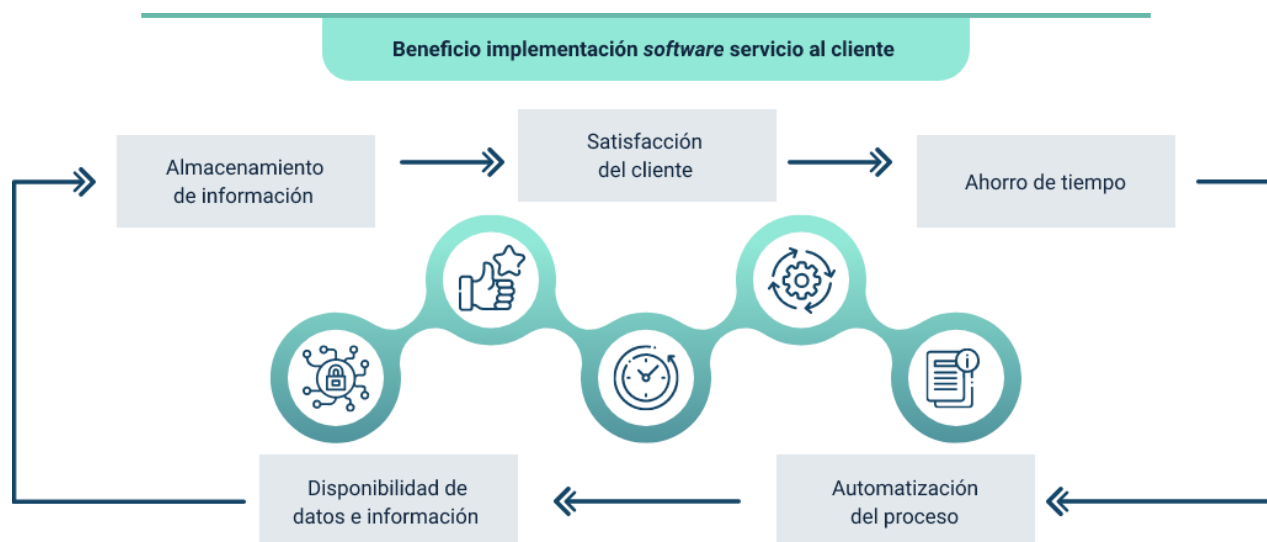 Beneficio implementación software servicio al cliente
Almacenamiento
de información
Satisfacción
del cliente
Ahorro de tiempo
Disponibilidad de
datos e información
Automatización
del proceso